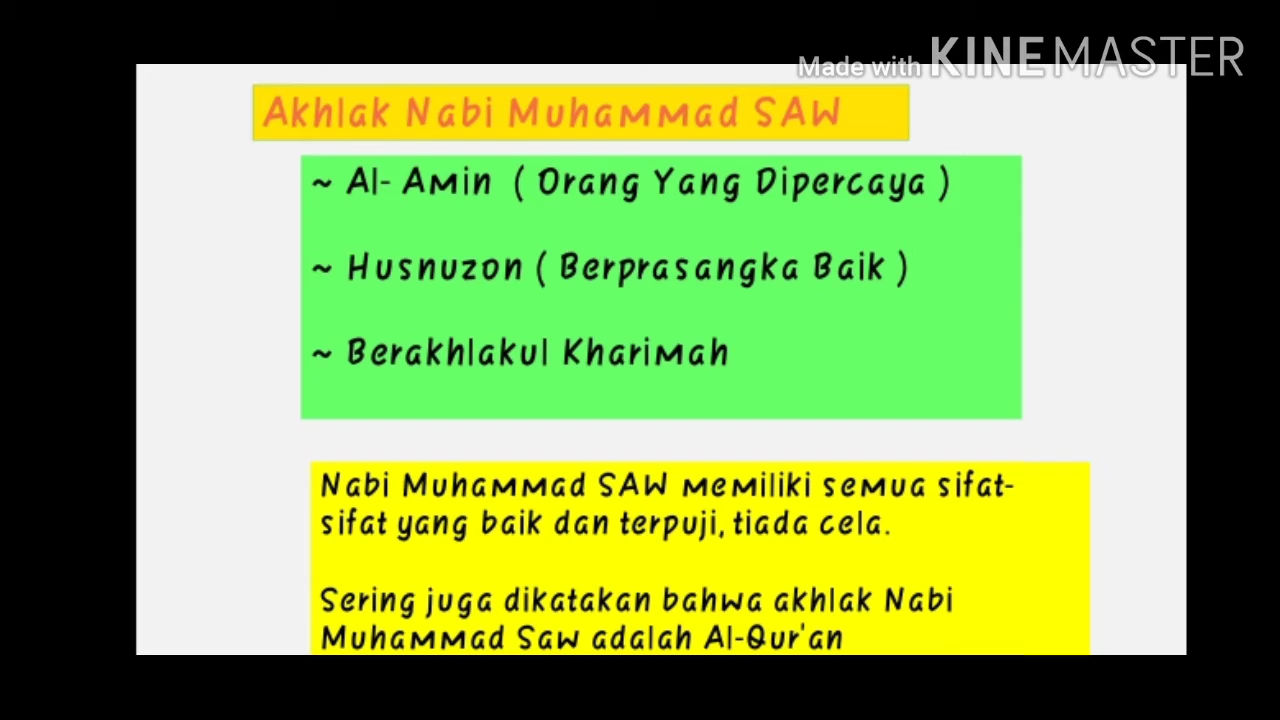 Made with KINEMASTER
Akhlak Nabi Muhammad SAW
~ Al- Amin ( Orang Yang Dipercaya )
~ Husnuzon ( Berprasangka Baik )
~ Berakhlakul Kharimah
Nabi Muhammad SAW memiliki semua sifat-
sifat yang baik dan terpuji, tiada cela.
Sering juga dikatakan bahwa akhlak Nabi
Muhammad Saw adalah Al-Qur'an